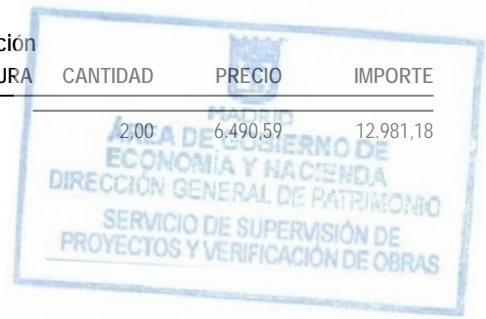 ción
URA CANTIDAD PRECIO IMPORTE
2,00 6.490,59 12.981,18
MADRID
ÁREA DE GOBIERNO DE
ECONOMÍA Y HACIENDA
DIRECCIÓN GENERAL DE PATRIMONIO
SERVICIO DE SUPERVISIÓN DE
PROYECTOS Y VERIFICACIÓN DE OBRAS